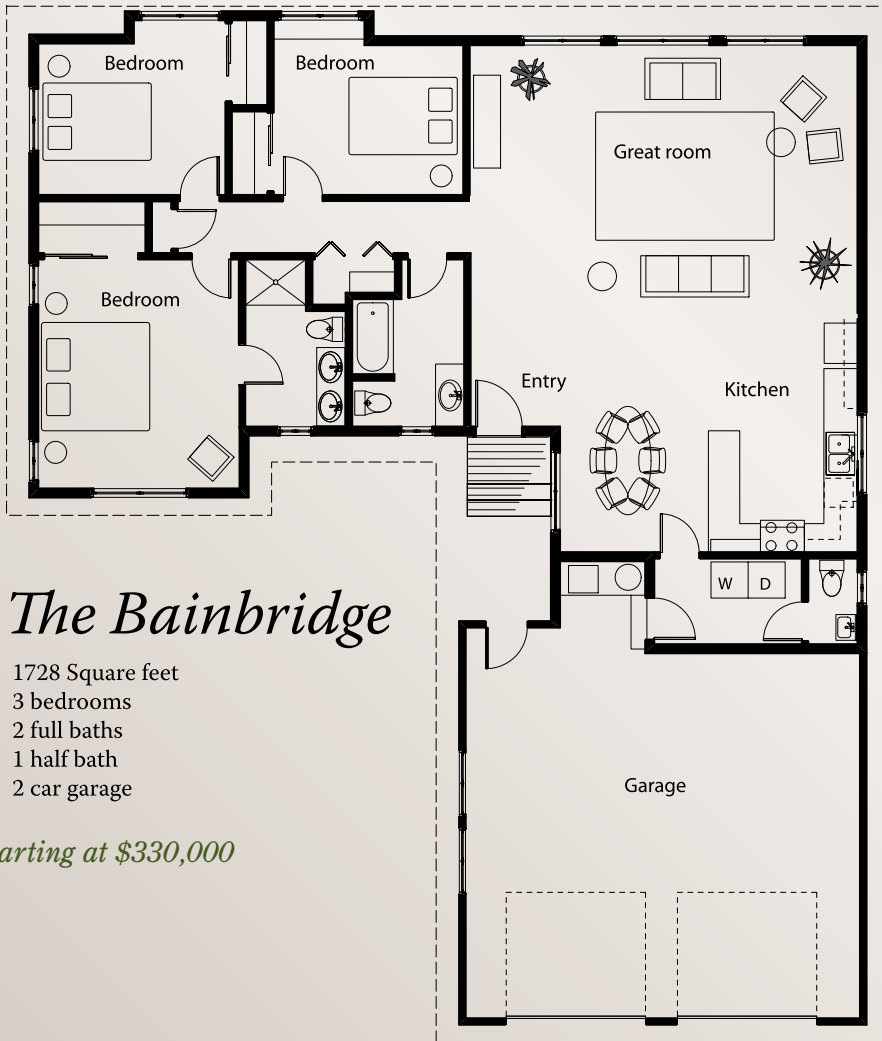 Bedroom
Bedroom
Great room
Bedroom
Entry
Kitchen
W D
The Bainbridge
1728 Square feet
3 bedrooms
2 full baths
1 half bath
2 car garage
Garage
arting at $330,000